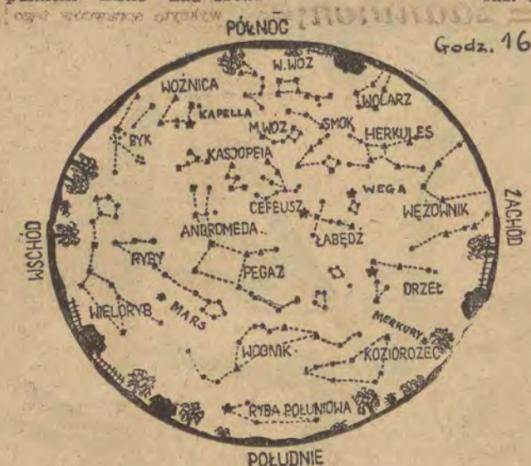 PÓŁNOC
Godz. 16
W.WÓZ
WOŹNICA
WOLARZ
KAPELLA
M.WÓZ
SMOK
HERKULES
BYK
KASJOPEIA
WEGA
CEFEUSZ
WĘŻOWNIK
ANDROMEDA
ŁABĘDŹ
WSCHÓD
ZACHÓD
RYBY
PEGAZ
ORZEŁ
WIELORYB
MARS
MERKURY
WODNIK
KOZIOROŻEC
RYBA POŁUNIOWA
POŁUDNIE